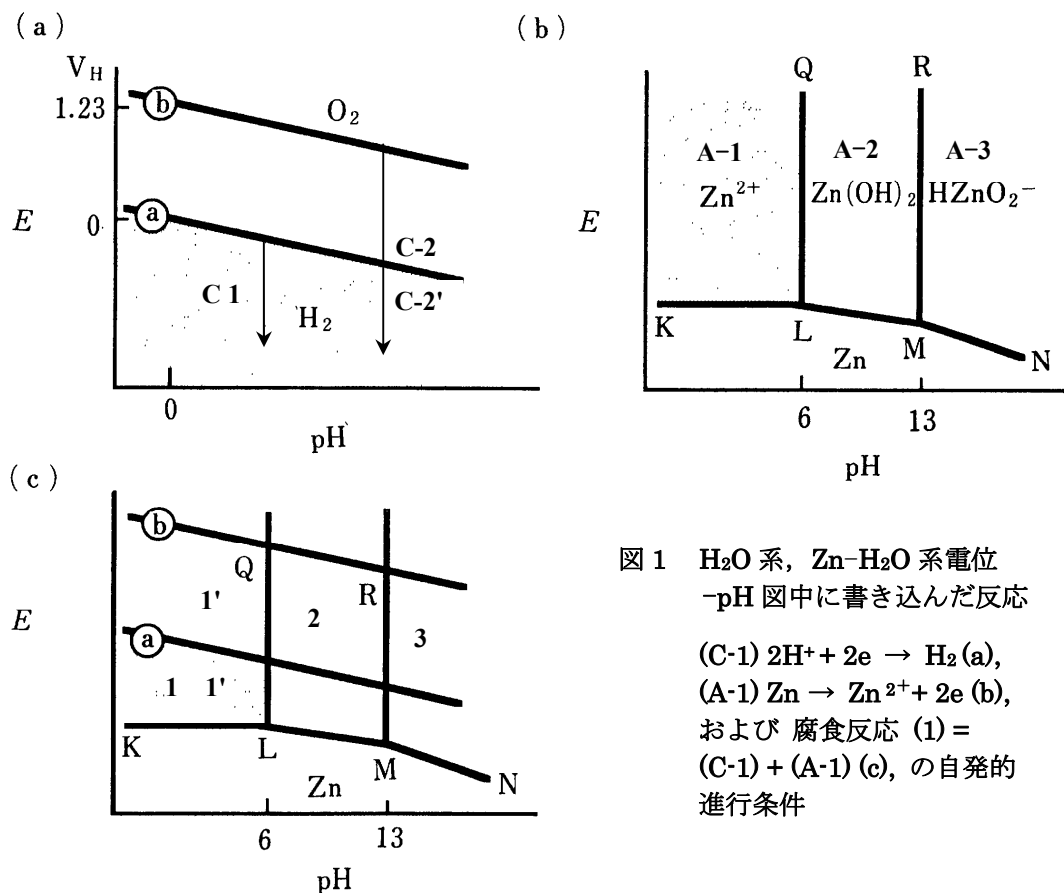 (a)
V_H
1.23
b
O₂
a
E
0
C-2
C 1
C-2'
H₂
0
pH
(b)
Q
R
A-1
A-2
A-3
Zn²⁺
Zn(OH)₂
HZnO₂⁻
E
K
L
M
Zn
N
6
13
pH
(c)
b
Q
R
E
1'
2
3
a
1
1'
K
L
M
N
Zn
6
13
pH
図1 H₂O 系, Zn-H₂O 系電位
-pH 図中に書き込んだ反応
(C-1) 2H⁺ + 2e → H₂ (a),
(A-1) Zn → Zn²⁺ + 2e (b),
および 腐食反応 (1) =
(C-1) + (A-1) (c), の自発的
進行条件